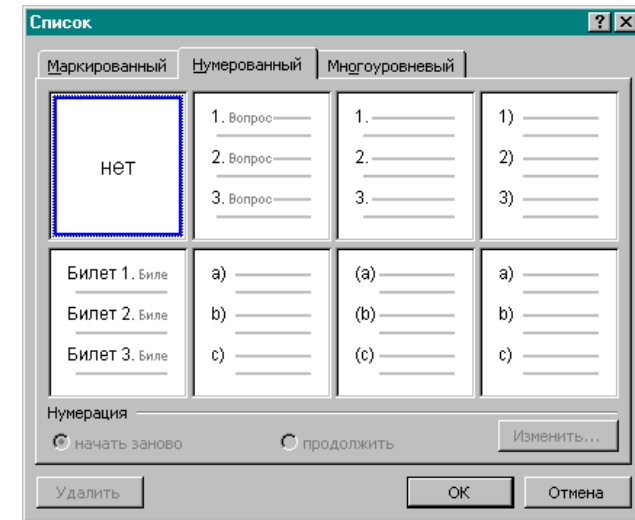 Список
Маркированный Нумерованный Многоуровневый
нет
1. Вопрос
2. Вопрос
3. Вопрос
1.
2.
3.
1)
2)
3)
Билет 1. Биле
Билет 2. Биле
Билет 3. Биле
a)
b)
c)
(a)
(b)
(c)
a)
b)
c)
Нумерация
начать заново продолжить Изменить...
Удалить ОК Отмена